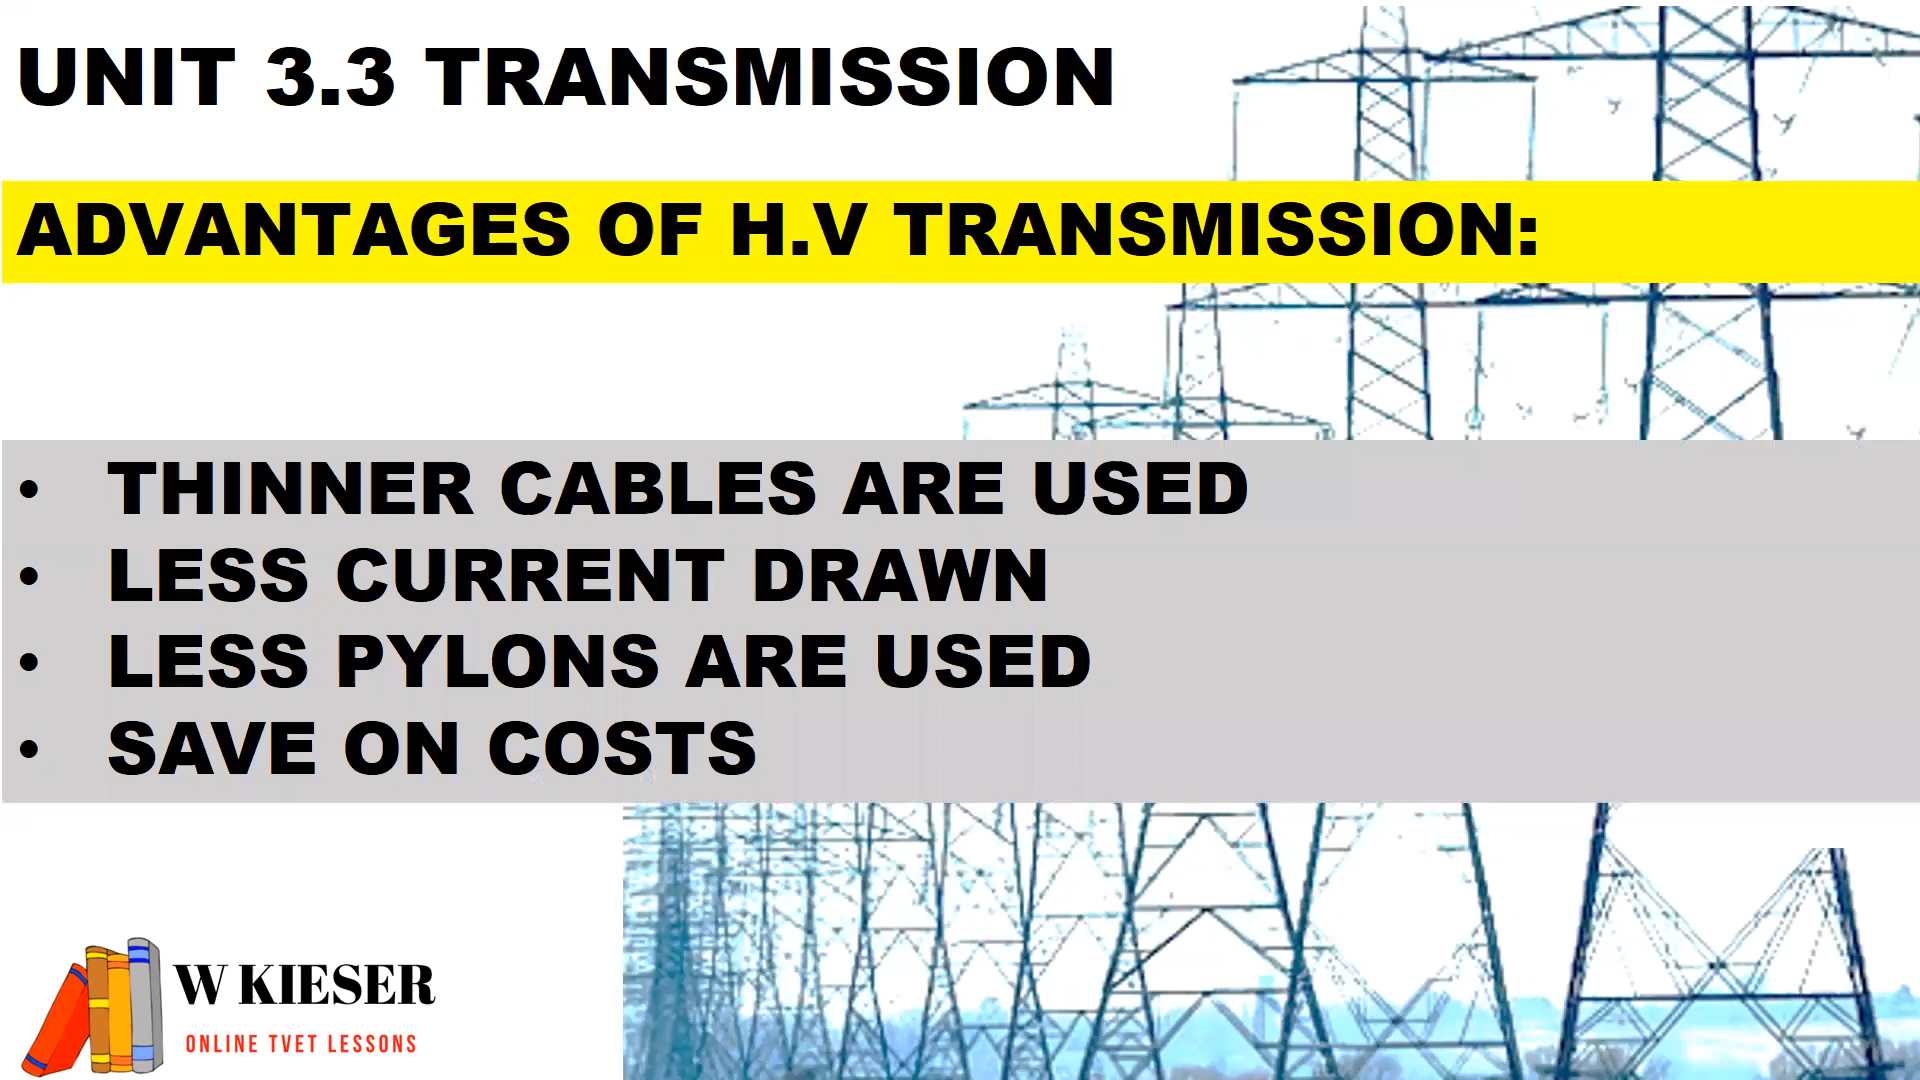 UNIT 3.3 TRANSMISSION
ADVANTAGES OF H.V TRANSMISSION:
• THINNER CABLES ARE USED
• LESS CURRENT DRAWN
• LESS PYLONS ARE USED
• SAVE ON COSTS
W KIESER
ONLINE TVET LESSONS